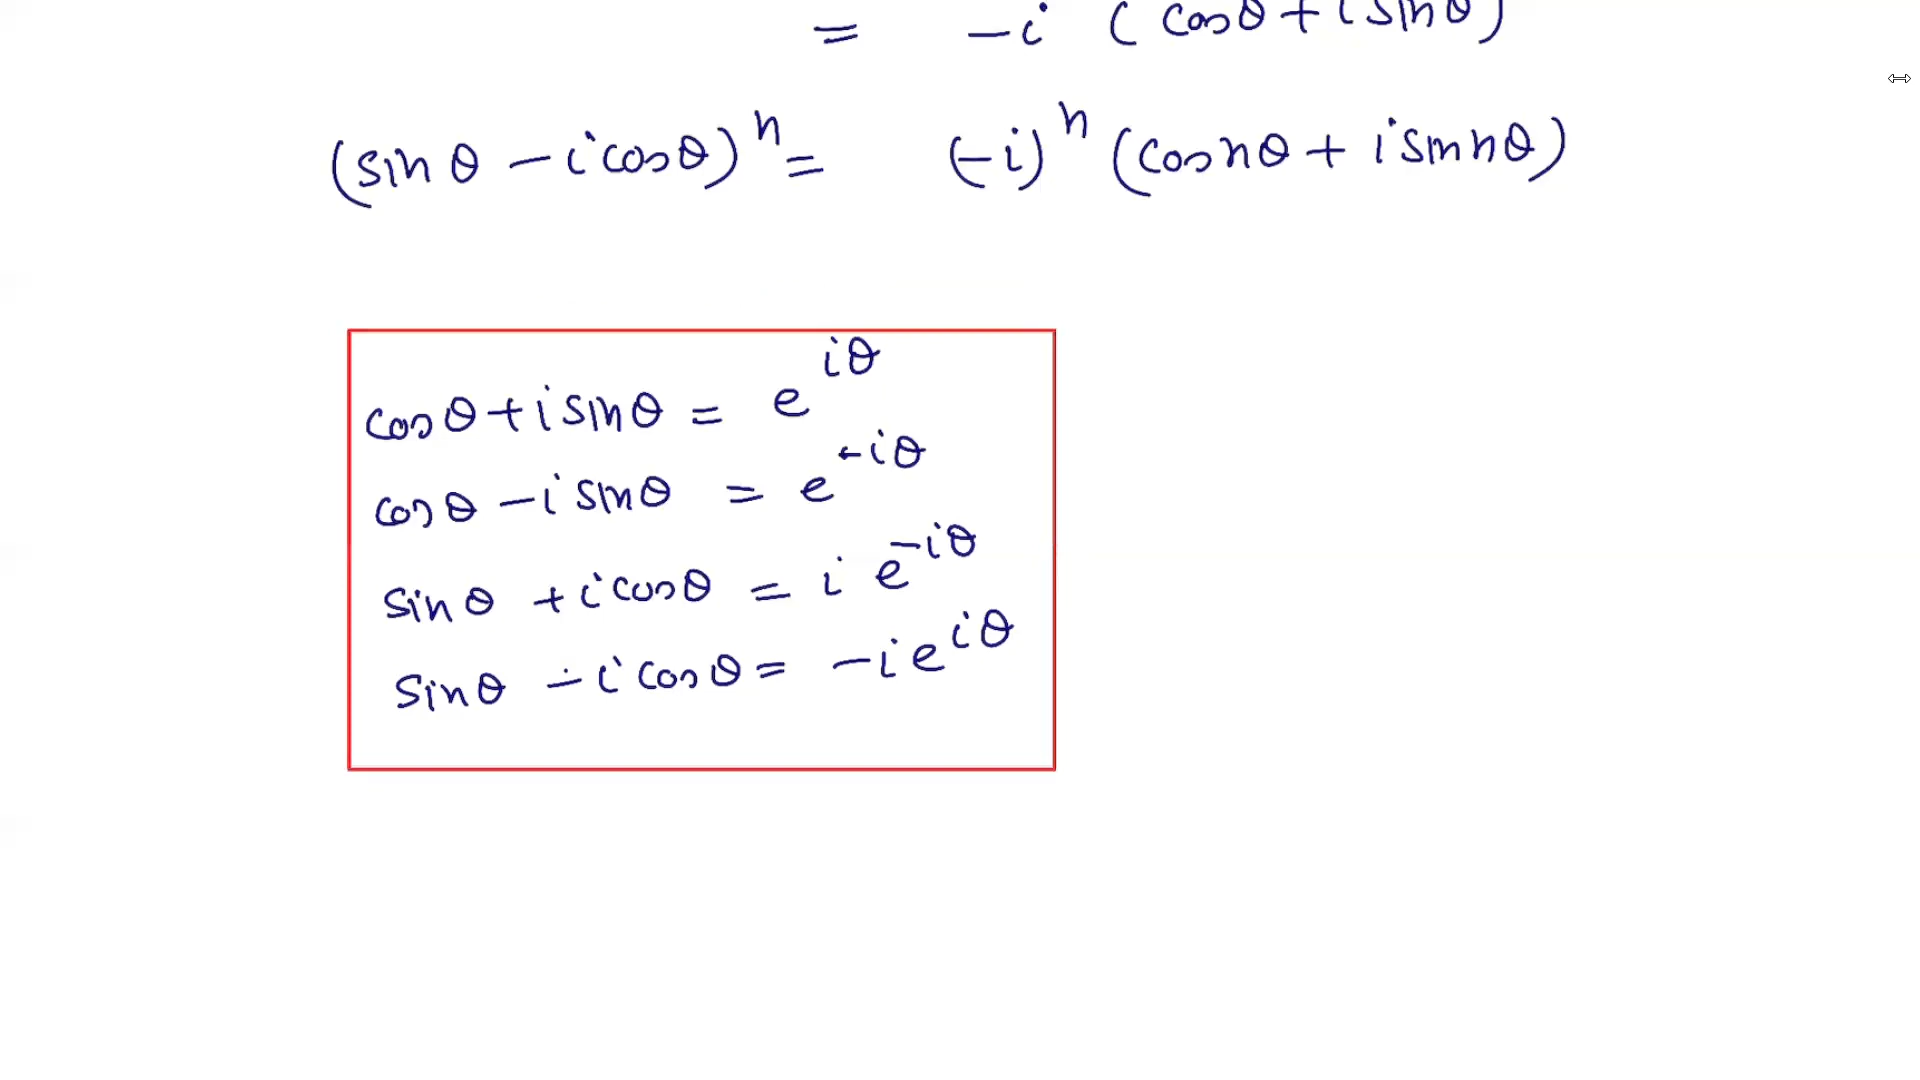 = -i (cosθ + i sinθ)
(sin θ - i cosθ)ⁿ = (-i)ⁿ (cos nθ + i sin nθ)
cosθ + i sinθ = e^{iθ}
cosθ - i sinθ = e^{-iθ}
sinθ + i cosθ = i e^{-iθ}
sinθ - i cosθ = -i e^{iθ}